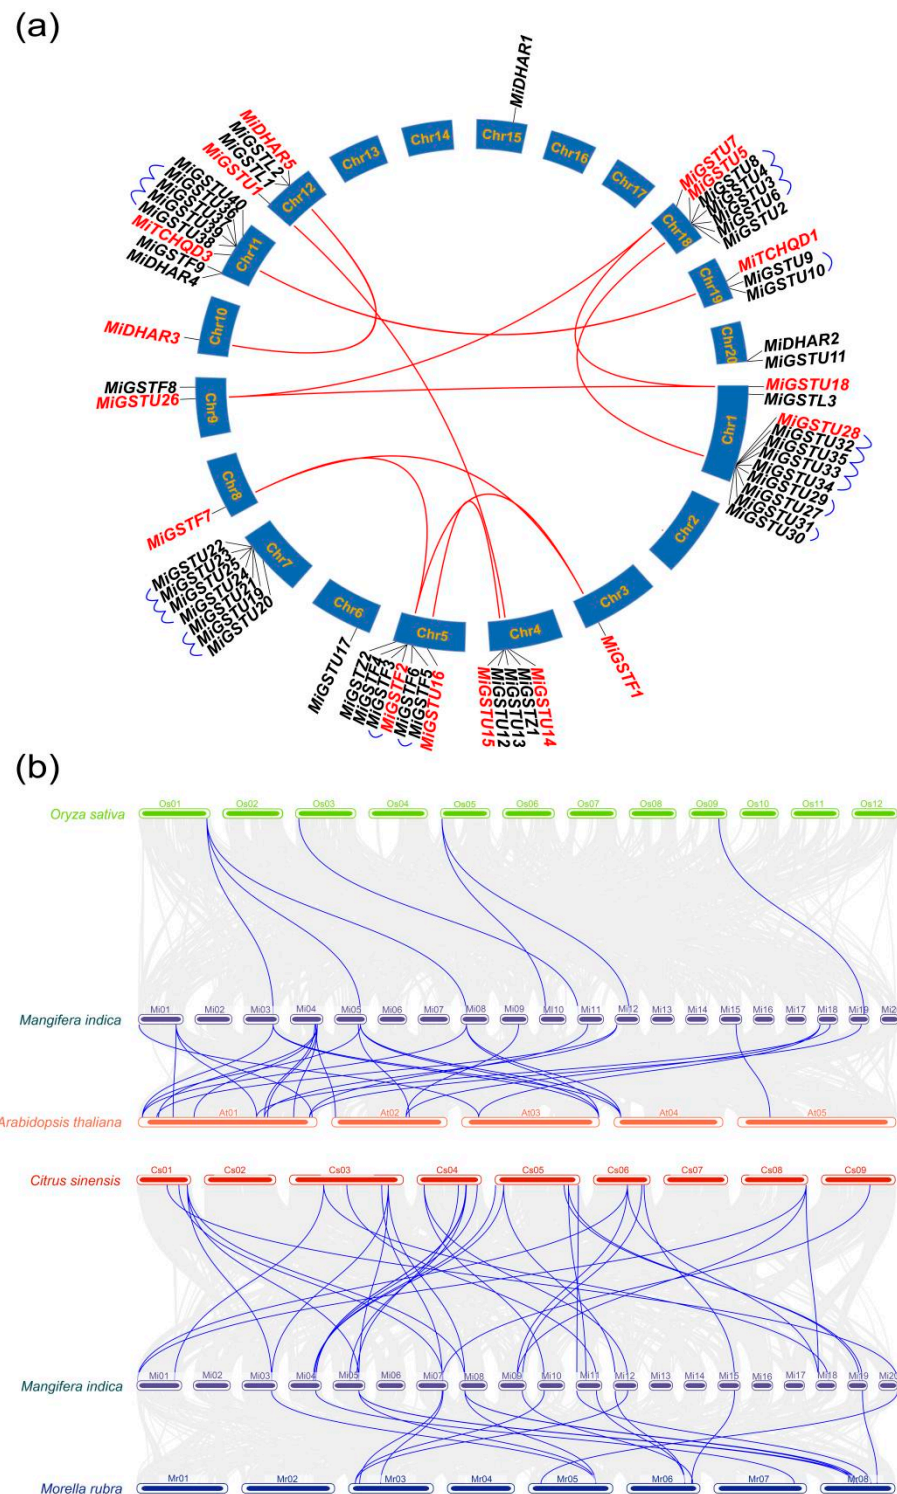 (a)
MiDHAR1
Chr15
Chr14
Chr16
Chr13
Chr17
MiDHAR5
MiGSTL2
MiGSTL1
MiGSTU1
Chr12
MiGSTU7
MiGSTU5
MiGSTU8
MiGSTU4
MiGSTU3
MiGSTU6
MiGSTU2
Chr18
MiGSTU40
MiGSTU36
MiGSTU37
MiGSTU39
MiGSTU38
MiTCHQD3
MiGSTF9
MiDHAR4
Chr11
MiTCHQD1
MiGSTU9
MiGSTU10
Chr19
MiDHAR3
Chr10
MiDHAR2
MiGSTU11
Chr20
MiGSTF8
MiGSTU26
Chr9
MiGSTU18
MiGSTL3
Chr1
MiGSTU28
MiGSTU32
MiGSTU35
MiGSTU33
MiGSTU34
MiGSTU29
MiGSTU27
MiGSTU31
MiGSTU30
Chr8
MiGSTF7
Chr2
Chr7
MiGSTU22
MiGSTU23
MiGSTU25
MiGSTU24
MiGSTU21
MiGSTU19
MiGSTU20
Chr3
MiGSTF1
Chr6
MiGSTU17
Chr5
MiGSTZ2
MiGSTF4
MiGSTF3
MiGSTF2
MiGSTF6
MiGSTF5
MiGSTU16
Chr4
MiGSTU15
MiGSTU12
MiGSTU13
MiGSTZ1
MiGSTU14
(b)
Os01 Os02 Os03 Os04 Os05 Os06 Os07 Os08 Os09 Os10 Os11 Os12
Oryza sativa
Mi01 Mi02 Mi03 Mi04 Mi05 Mi06 Mi07 Mi08 Mi09 Mi10 Mi11 Mi12 Mi13 Mi14 Mi15 Mi16 Mi17 Mi18 Mi19 Mi2
Mangifera indica
At01 At02 At03 At04 At05
Arabidopsis thaliana
Cs01 Cs02 Cs03 Cs04 Cs05 Cs06 Cs07 Cs08 Cs09
Citrus sinensis
Mi01 Mi02 Mi03 Mi04 Mi05 Mi06 Mi07 Mi08 Mi09 Mi10 Mi11 Mi12 Mi13 Mi14 Mi15 Mi16 Mi17 Mi18 Mi19 Mi20
Mangifera indica
Mr01 Mr02 Mr03 Mr04 Mr05 Mr06 Mr07 Mr08
Morella rubra